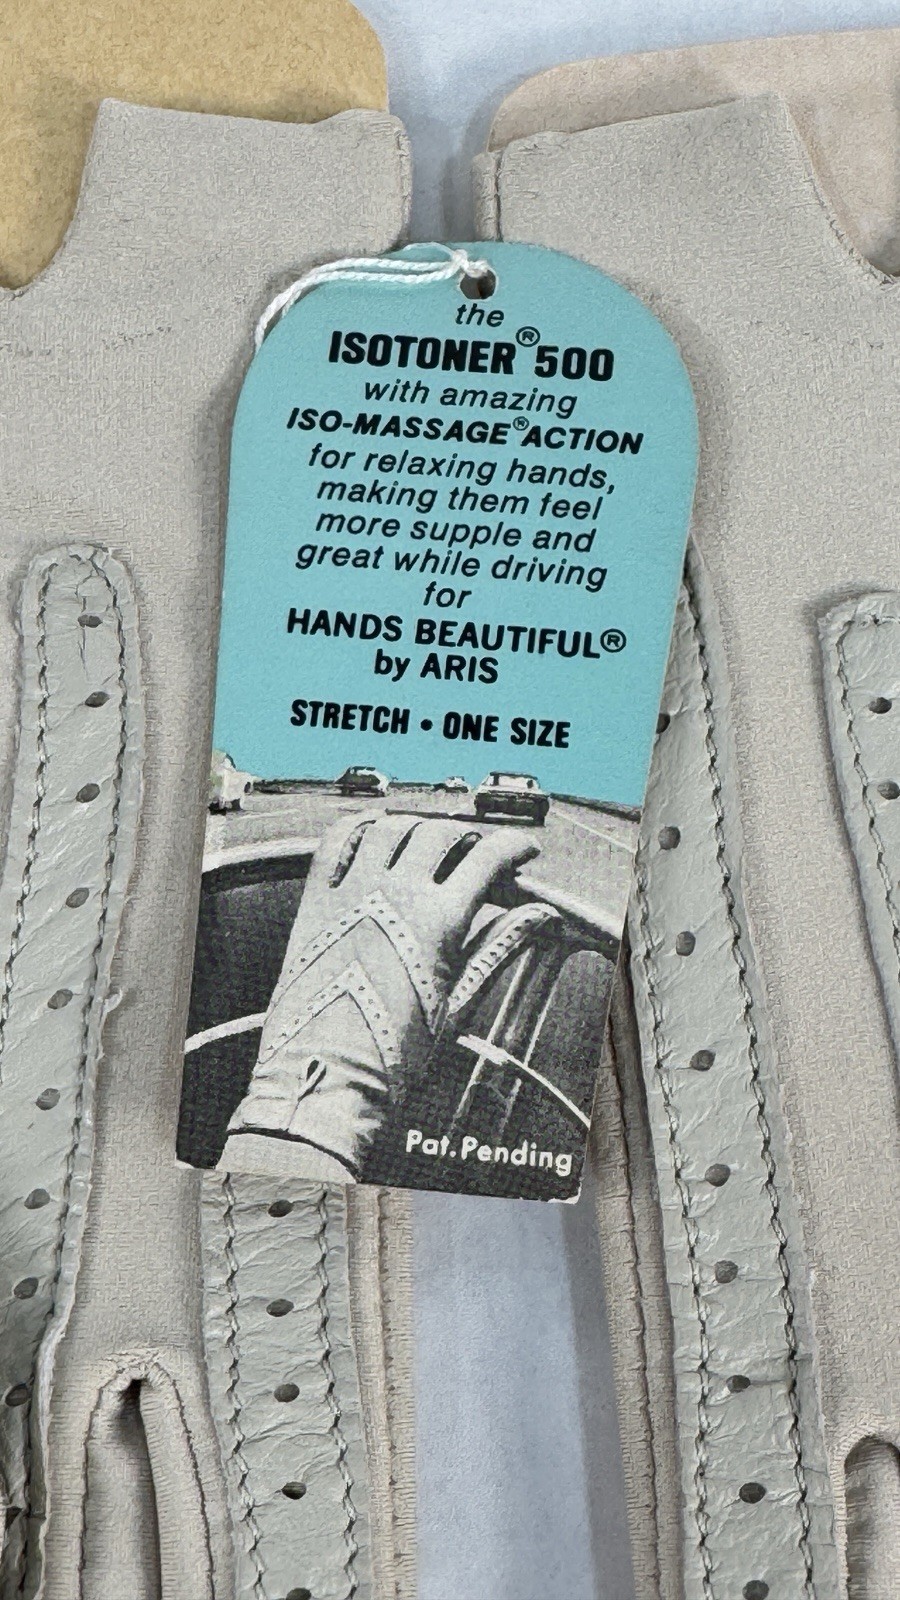 the
ISOTONER® 500
with amazing
ISO-MASSAGE® ACTION
for relaxing hands,
making them feel
more supple and
great while driving
for
HANDS BEAUTIFUL®
by ARIS
STRETCH • ONE SIZE
Pat. Pending